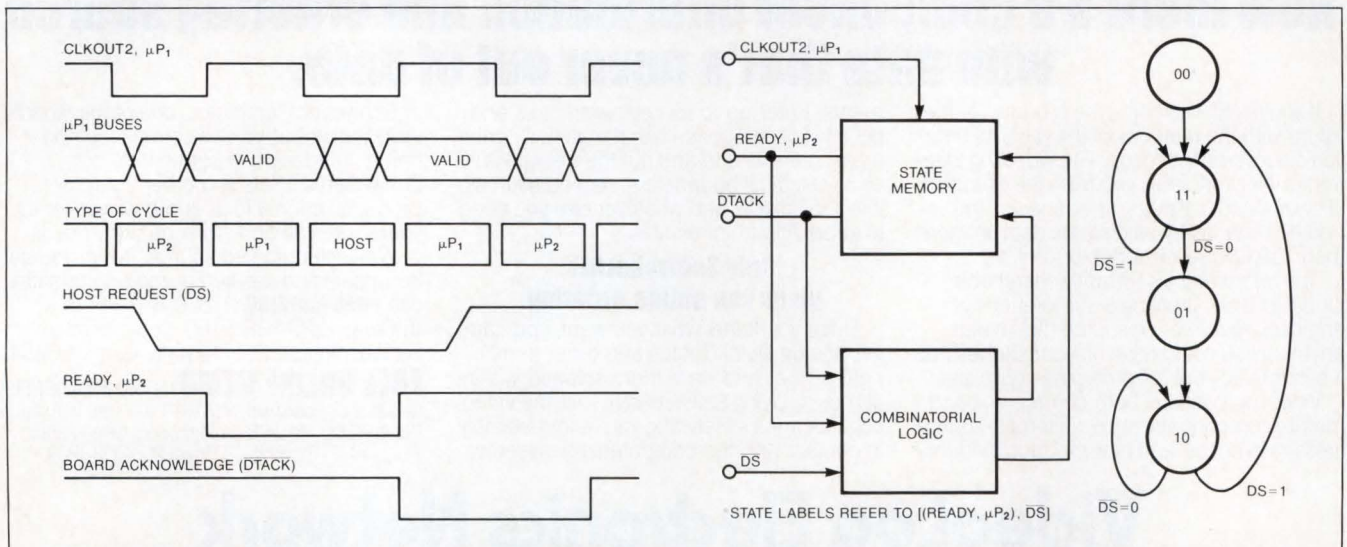 CLKOUT2, μP₁
μP₁ BUSES
VALID
VALID
TYPE OF CYCLE
μP₂
μP₁
HOST
μP₁
μP₂
HOST REQUEST (DS)
READY, μP₂
BOARD ACKNOWLEDGE (DTACK)
CLKOUT2, μP₁
READY, μP₂
DTACK
STATE
MEMORY
COMBINATORIAL
LOGIC
DS
STATE LABELS REFER TO [(READY, μP₂), DS]
00
11
DS=0
DS=1
01
10
DS=0
DS=1